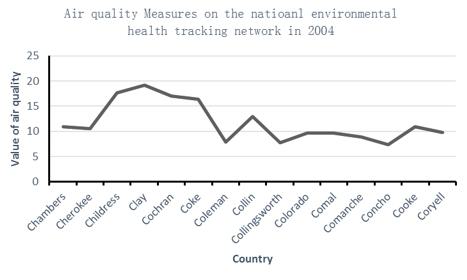 Air quality Measures on the natioanl environmental
health tracking network in 2004
Value of air quality
25
20
15
10
5
0
Chambers
Cherokee
Childress
Clay
Cochran
Coke
Coleman
Collin
Collingsworth
Colorado
Comal
Comanche
Concho
Cooke
Coryell
Country